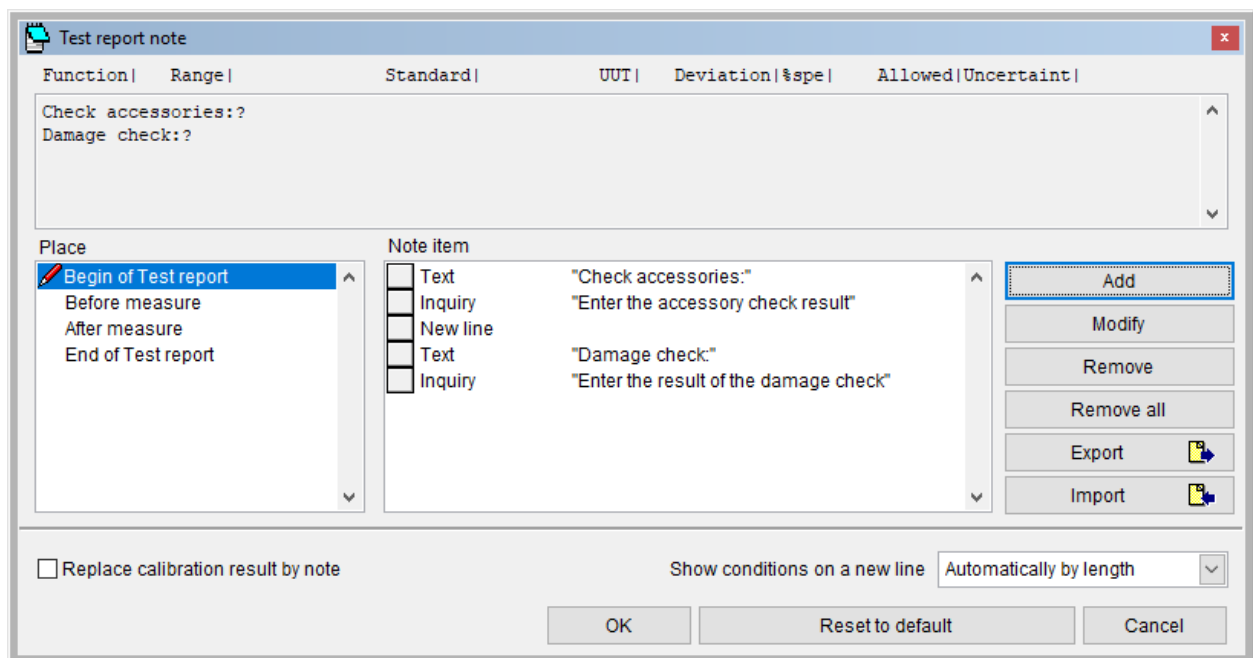 Test report note
Function| Range| Standard| UUT| Deviation|%spe| Allowed|Uncertaint|
Check accessories:?
Damage check:?
Place
Begin of Test report
Before measure
After measure
End of Test report
Note item
Text "Check accessories:"
Inquiry "Enter the accessory check result"
New line
Text "Damage check:"
Inquiry "Enter the result of the damage check"
Add
Modify
Remove
Remove all
Export
Import
Replace calibration result by note
Show conditions on a new line Automatically by length
OK Reset to default Cancel